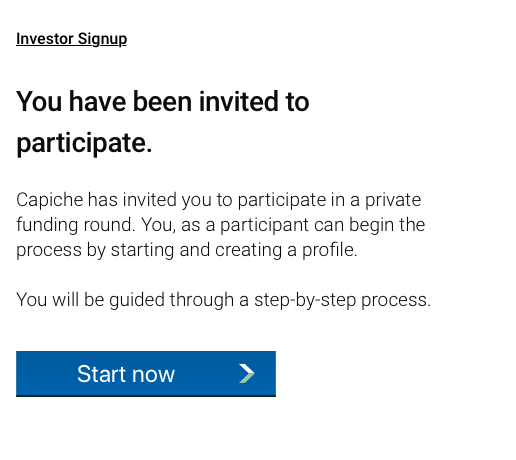 Investor Signup
You have been invited to
participate.
Capiche has invited you to participate in a private
funding round. You, as a participant can begin the
process by starting and creating a profile.
You will be guided through a step-by-step process.
Start now